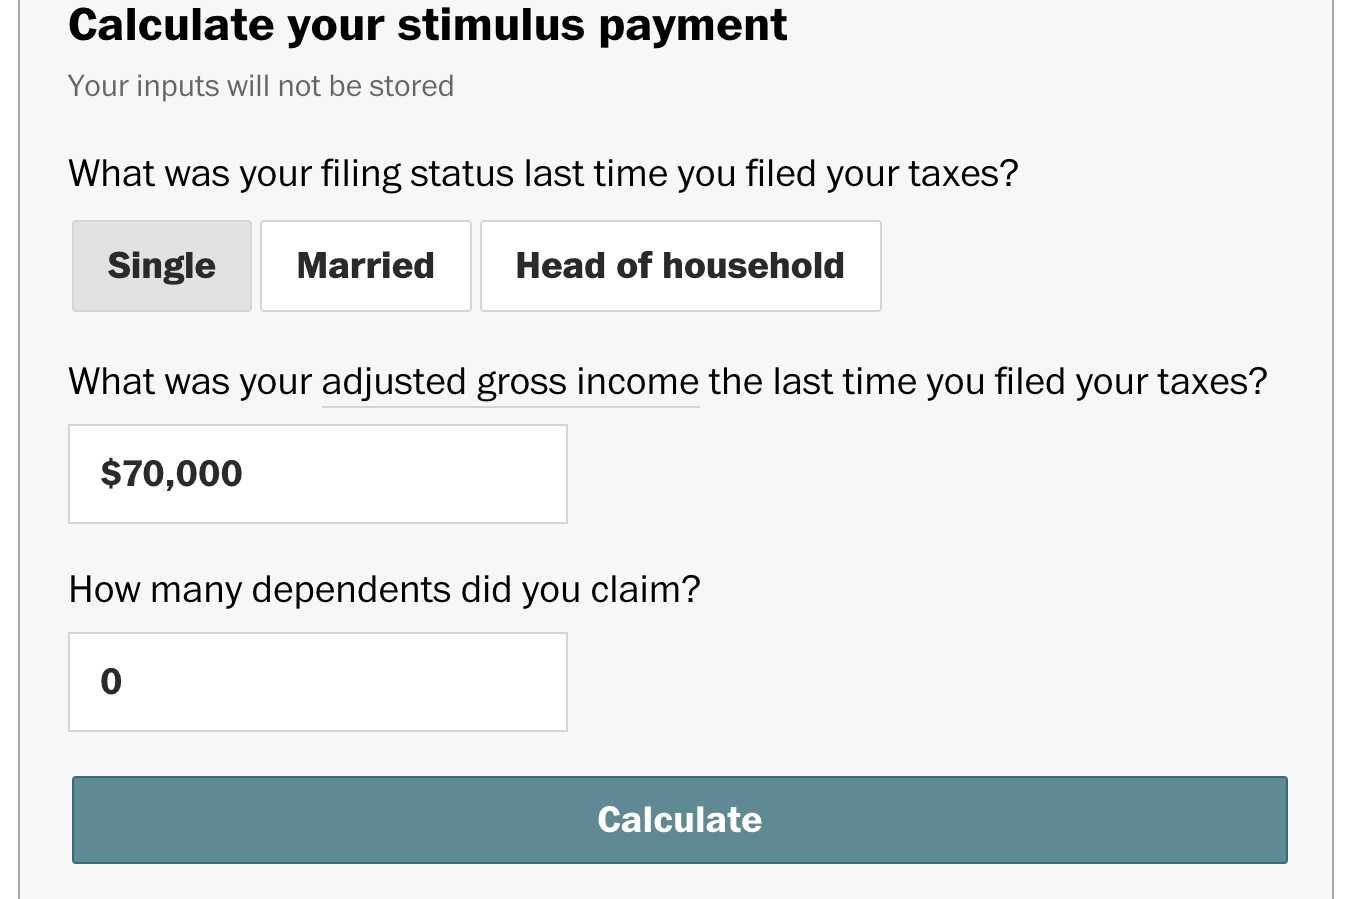 Calculate your stimulus payment
Your inputs will not be stored
What was your filing status last time you filed your taxes?
Single Married Head of household
What was your adjusted gross income the last time you filed your taxes?
$70,000
How many dependents did you claim?
0
Calculate